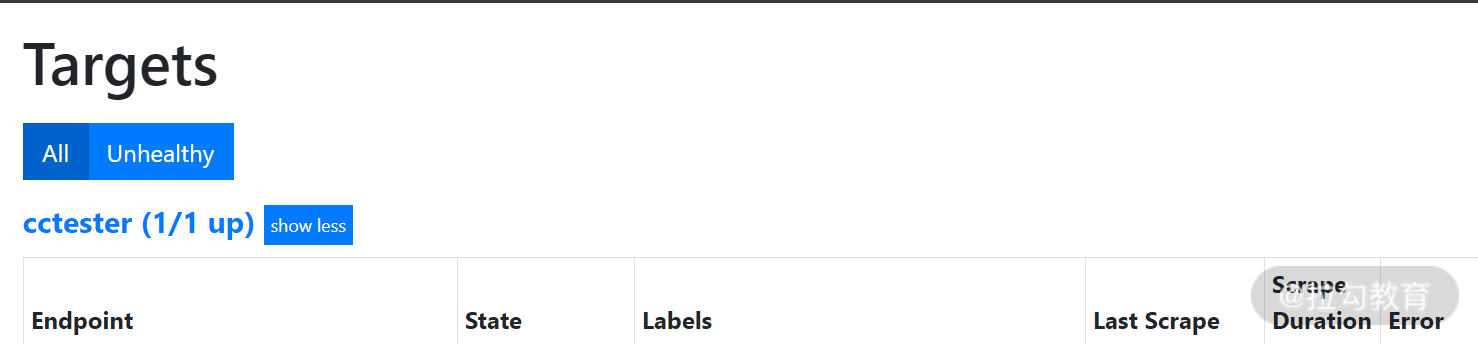 Targets
All Unhealthy
cctester (1/1 up) show less
Endpoint State Labels Last Scrape Scrape Duration Error
@拉勾教育